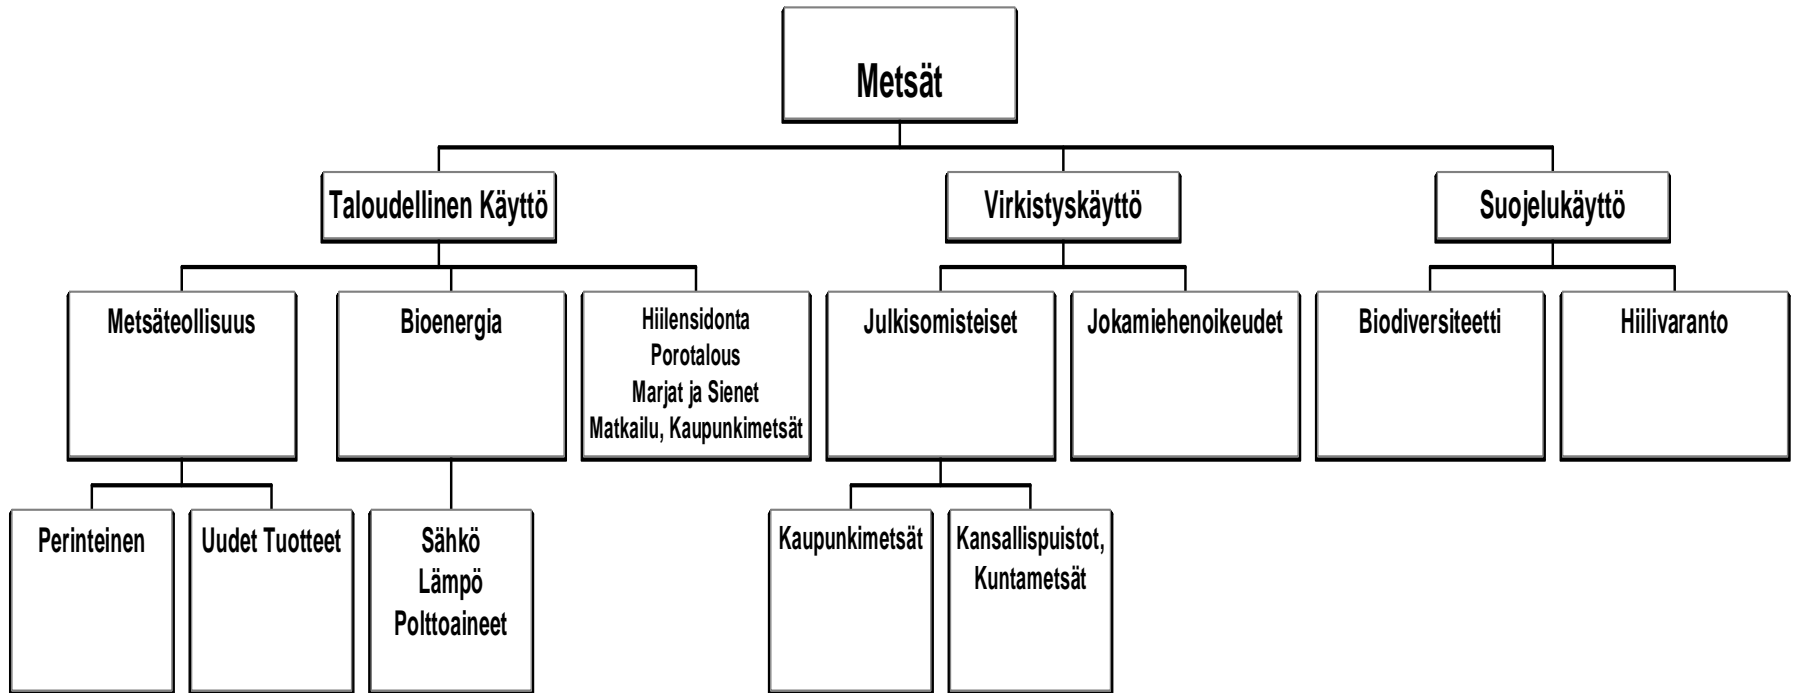 Metsät
Taloudellinen Käyttö
Virkistyskäyttö
Suojelukäyttö
Metsäteollisuus
Bioenergia
Hiilensidonta
Porotalous
Marjat ja Sienet
Matkailu, Kaupunkimetsät
Julkisomisteiset
Jokamiehenoikeudet
Biodiversiteetti
Hiilivaranto
Perinteinen
Uudet Tuotteet
Sähkö
Lämpö
Polttoaineet
Kaupunkimetsät
Kansallispuistot,
Kuntametsät